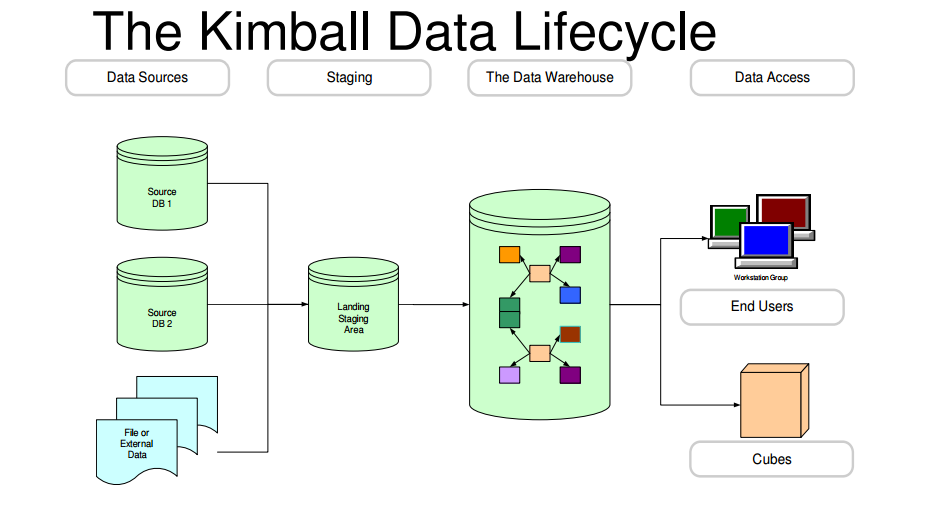 The Kimball Data Lifecycle
Data Sources
Staging
The Data Warehouse
Data Access
Source
DB 1
Source
DB 2
File or
External
Data
Landing
Staging
Area
Workstation Group
End Users
Cubes